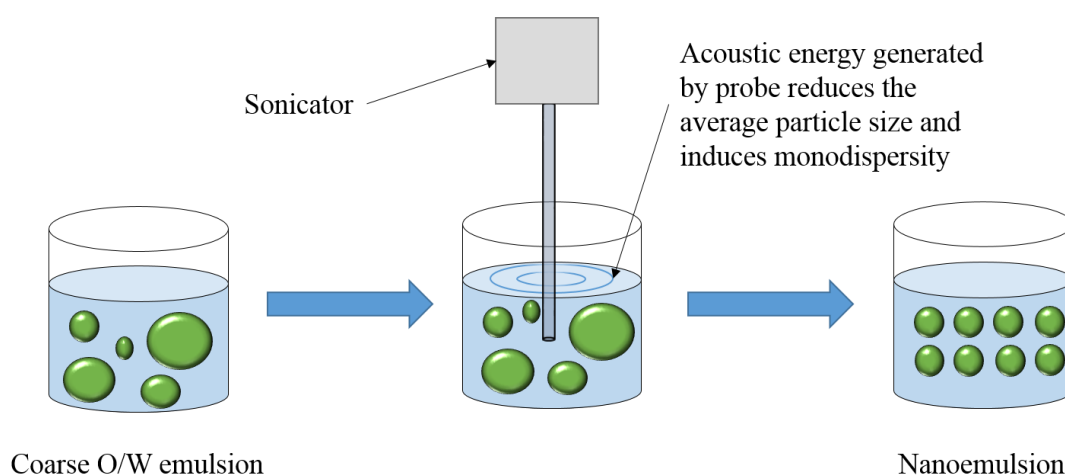 Sonicator
Acoustic energy generated
by probe reduces the
average particle size and
induces monodispersity
Coarse O/W emulsion
Nanoemulsion